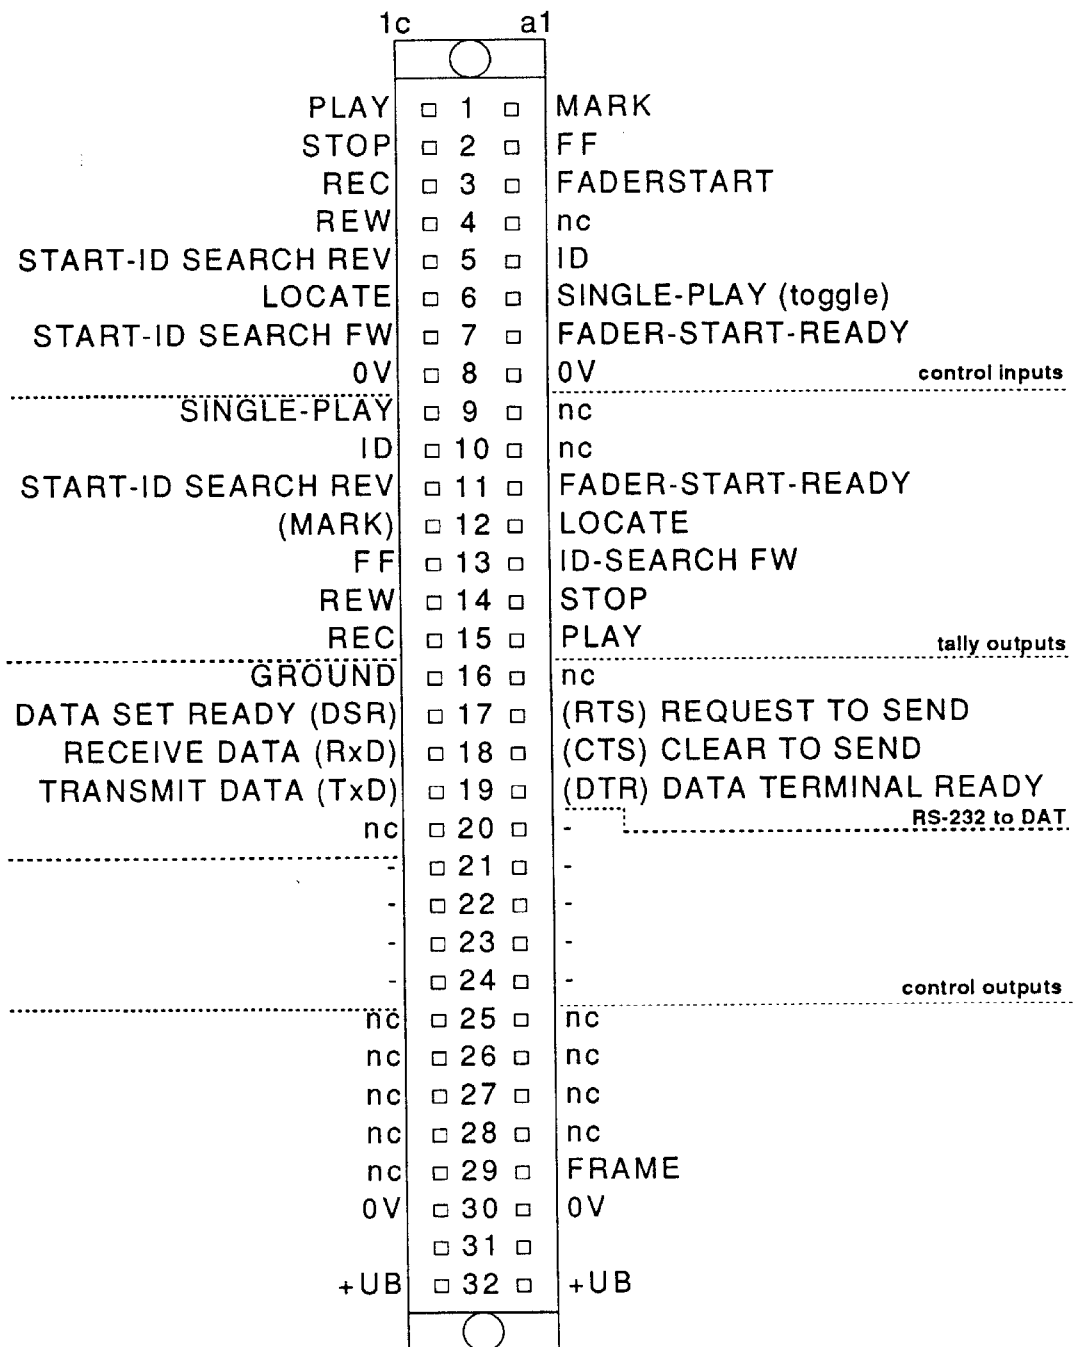 1c a1
PLAY 1 MARK
STOP 2 FF
REC 3 FADERSTART
REW 4 nc
START-ID SEARCH REV 5 ID
LOCATE 6 SINGLE-PLAY (toggle)
START-ID SEARCH FW 7 FADER-START-READY
0V 8 0V control inputs
SINGLE-PLAY 9 nc
ID 10 nc
START-ID SEARCH REV 11 FADER-START-READY
(MARK) 12 LOCATE
FF 13 ID-SEARCH FW
REW 14 STOP
REC 15 PLAY tally outputs
GROUND 16 nc
DATA SET READY (DSR) 17 (RTS) REQUEST TO SEND
RECEIVE DATA (RxD) 18 (CTS) CLEAR TO SEND
TRANSMIT DATA (TxD) 19 (DTR) DATA TERMINAL READY
nc 20 - RS-232 to DAT
- 21 -
- 22 -
- 23 -
- 24 - control outputs
nc 25 nc
nc 26 nc
nc 27 nc
nc 28 nc
nc 29 FRAME
0V 30 0V
31
+UB 32 +UB